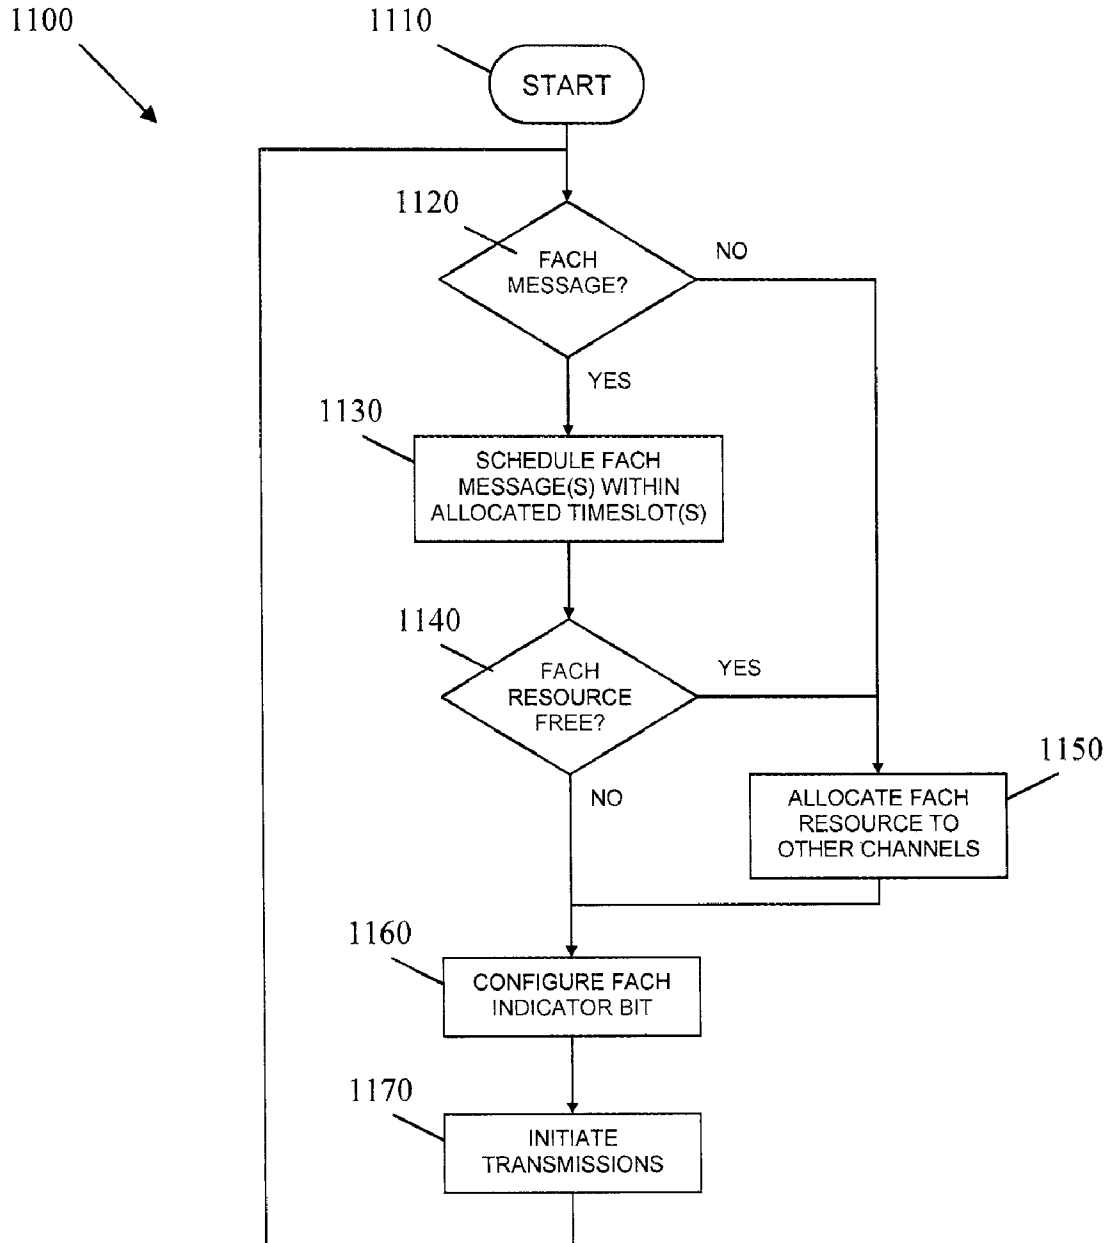 1100
1110
START
1120
FACH
MESSAGE?
NO
YES
1130
SCHEDULE FACH
MESSAGE(S) WITHIN
ALLOCATED TIMESLOT(S)
1140
FACH
RESOURCE
FREE?
YES
NO
1150
ALLOCATE FACH
RESOURCE TO
OTHER CHANNELS
1160
CONFIGURE FACH
INDICATOR BIT
1170
INITIATE
TRANSMISSIONS